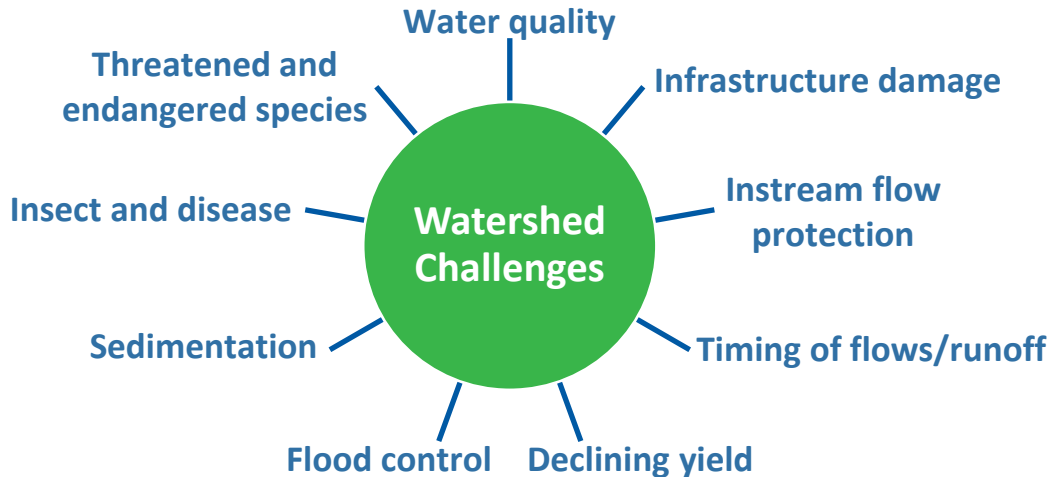 Water quality
Threatened and
endangered species
Infrastructure damage
Insect and disease
Watershed
Challenges
Instream flow
protection
Sedimentation
Timing of flows/runoff
Flood control
Declining yield